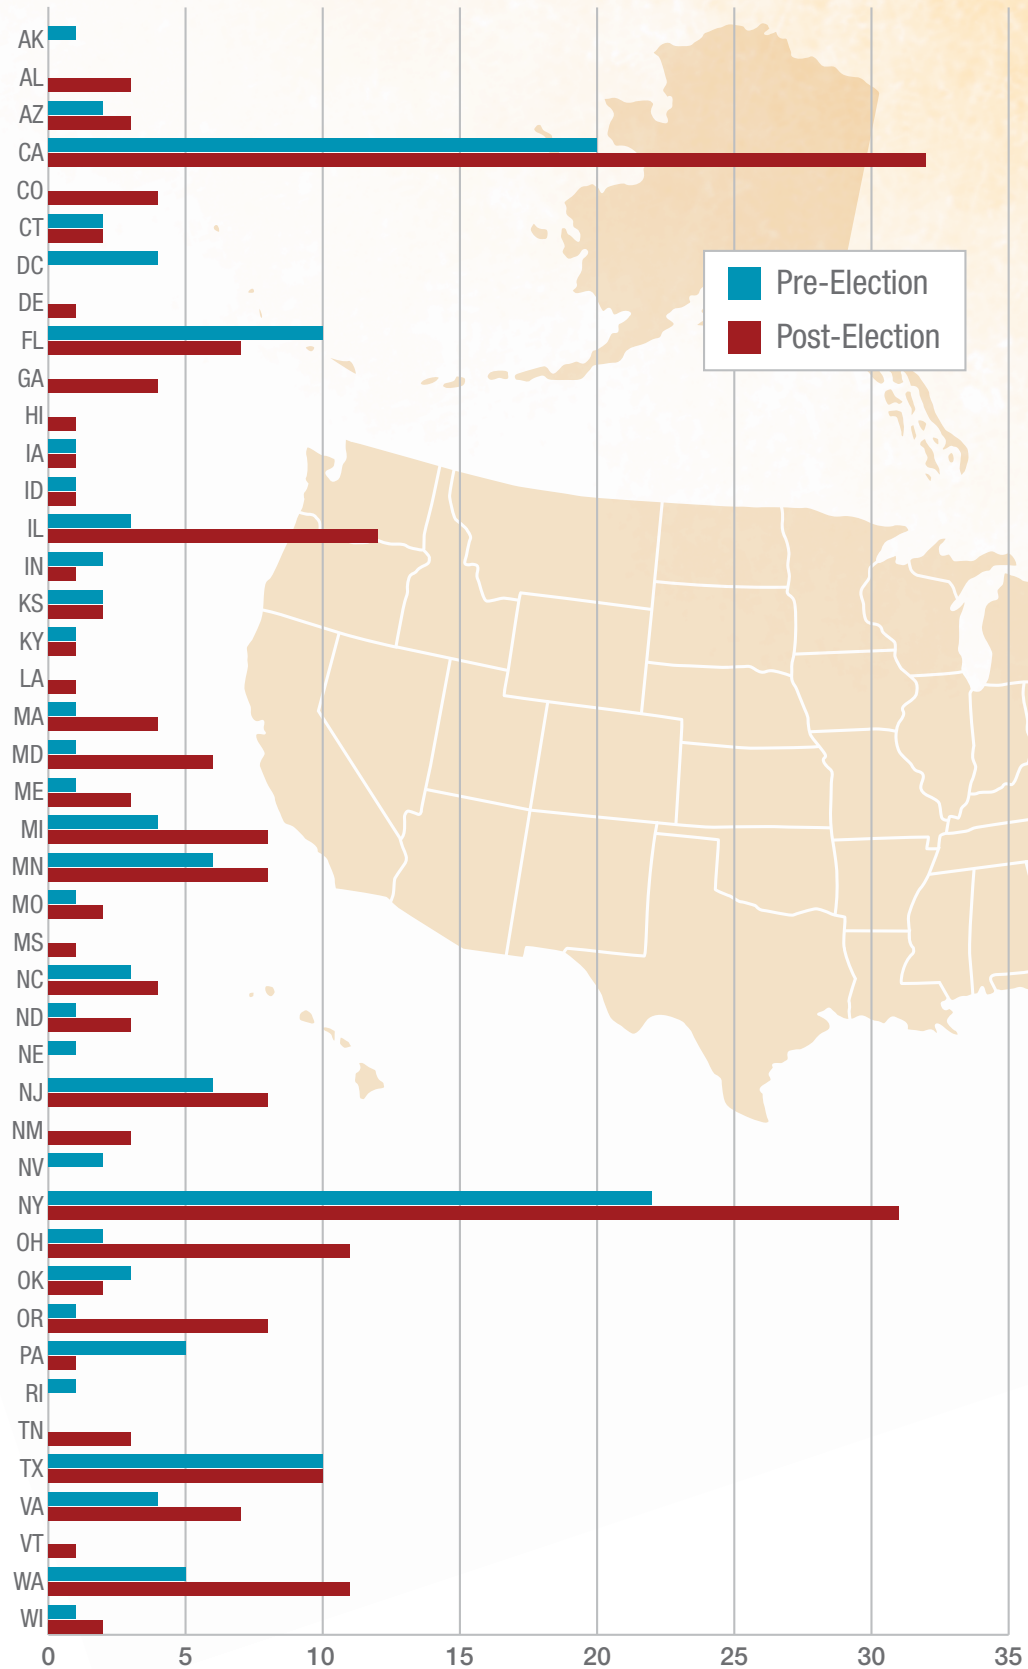 AK
AL
AZ
CA
CO
CT
DC
DE
FL
GA
HI
IA
ID
IL
IN
KS
KY
LA
MA
MD
ME
MI
MN
MO
MS
NC
ND
NE
NJ
NM
NV
NY
OH
OK
OR
PA
RI
TN
TX
VA
VT
WA
WI
Pre-Election
Post-Election
0 5 10 15 20 25 30 35